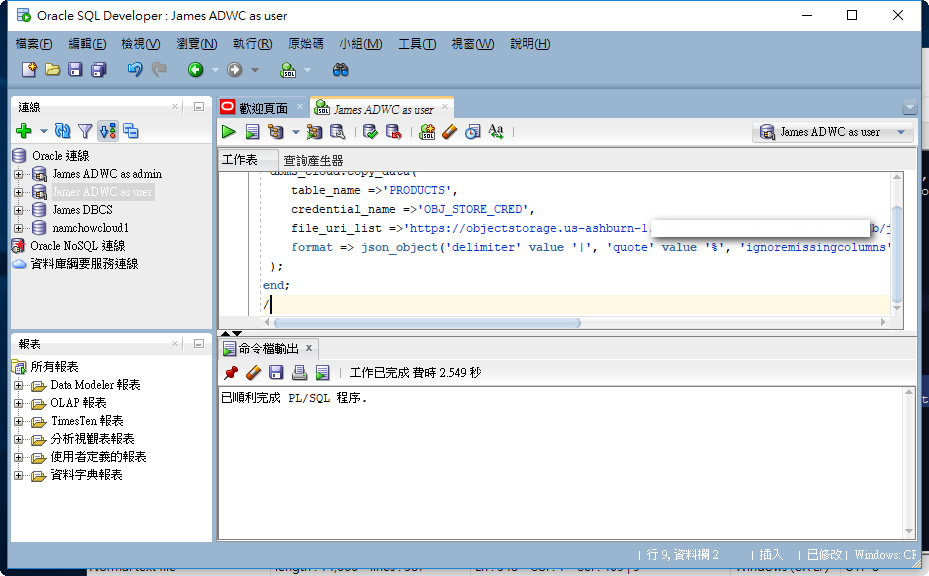 Oracle SQL Developer : James ADWC as user
檔案(F) 編輯(E) 檢視(V) 瀏覽(N) 執行(R) 原始碼 小組(M) 工具(T) 視窗(W) 說明(H)
連線
Oracle 連線
James ADWC as admin
James ADWC as user
James DBCS
namchowcloud1
Oracle NoSQL 連線
資料庫綱要服務連線
報表
所有報表
Data Modeler 報表
OLAP 報表
TimesTen 報表
分析視觀表報表
使用者定義的報表
資料字典報表
歡迎頁面
James ADWC as user
James ADWC as user
工作表 查詢產生器
dbms_cloud.copy_data(
table_name =>'PRODUCTS',
credential_name =>'OBJ_STORE_CRED',
file_uri_list =>'https://objectstorage.us-ashburn-1. b/j
format => json_object('delimiter' value '|', 'quote' value '%', 'ignoremissingcolumns'
);
end;
/
命令檔輸出
工作已完成 費時 2.549 秒
已順利完成 PL/SQL 程序.
行 9, 資料欄 2 | 插入 | 已修改 | Windows: CR